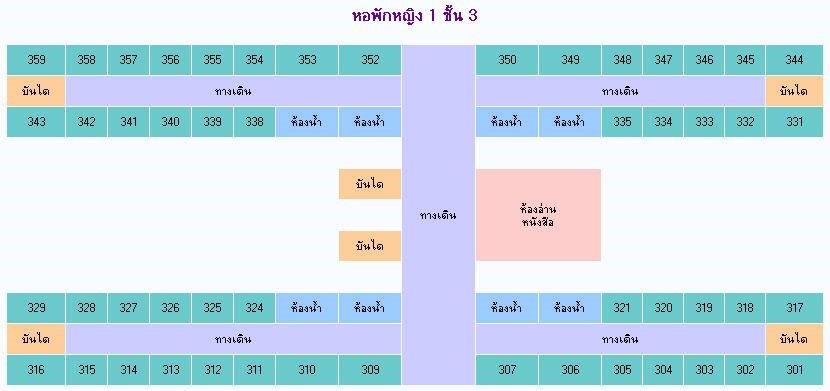 หอพักหญิง 1 ชั้น 3
359 358 357 356 355 354 353 352 350 349 348 347 346 345 344
บันได ทางเดิน ทางเดิน บันได
343 342 341 340 339 338 ห้องน้ำ ห้องน้ำ ห้องน้ำ ห้องน้ำ 335 334 333 332 331
บันได
ทางเดิน
ห้องอ่าน
หนังสือ
บันได
329 328 327 326 325 324 ห้องน้ำ ห้องน้ำ ห้องน้ำ ห้องน้ำ 321 320 319 318 317
บันได ทางเดิน ทางเดิน บันได
316 315 314 313 312 311 310 309 307 306 305 304 303 302 301